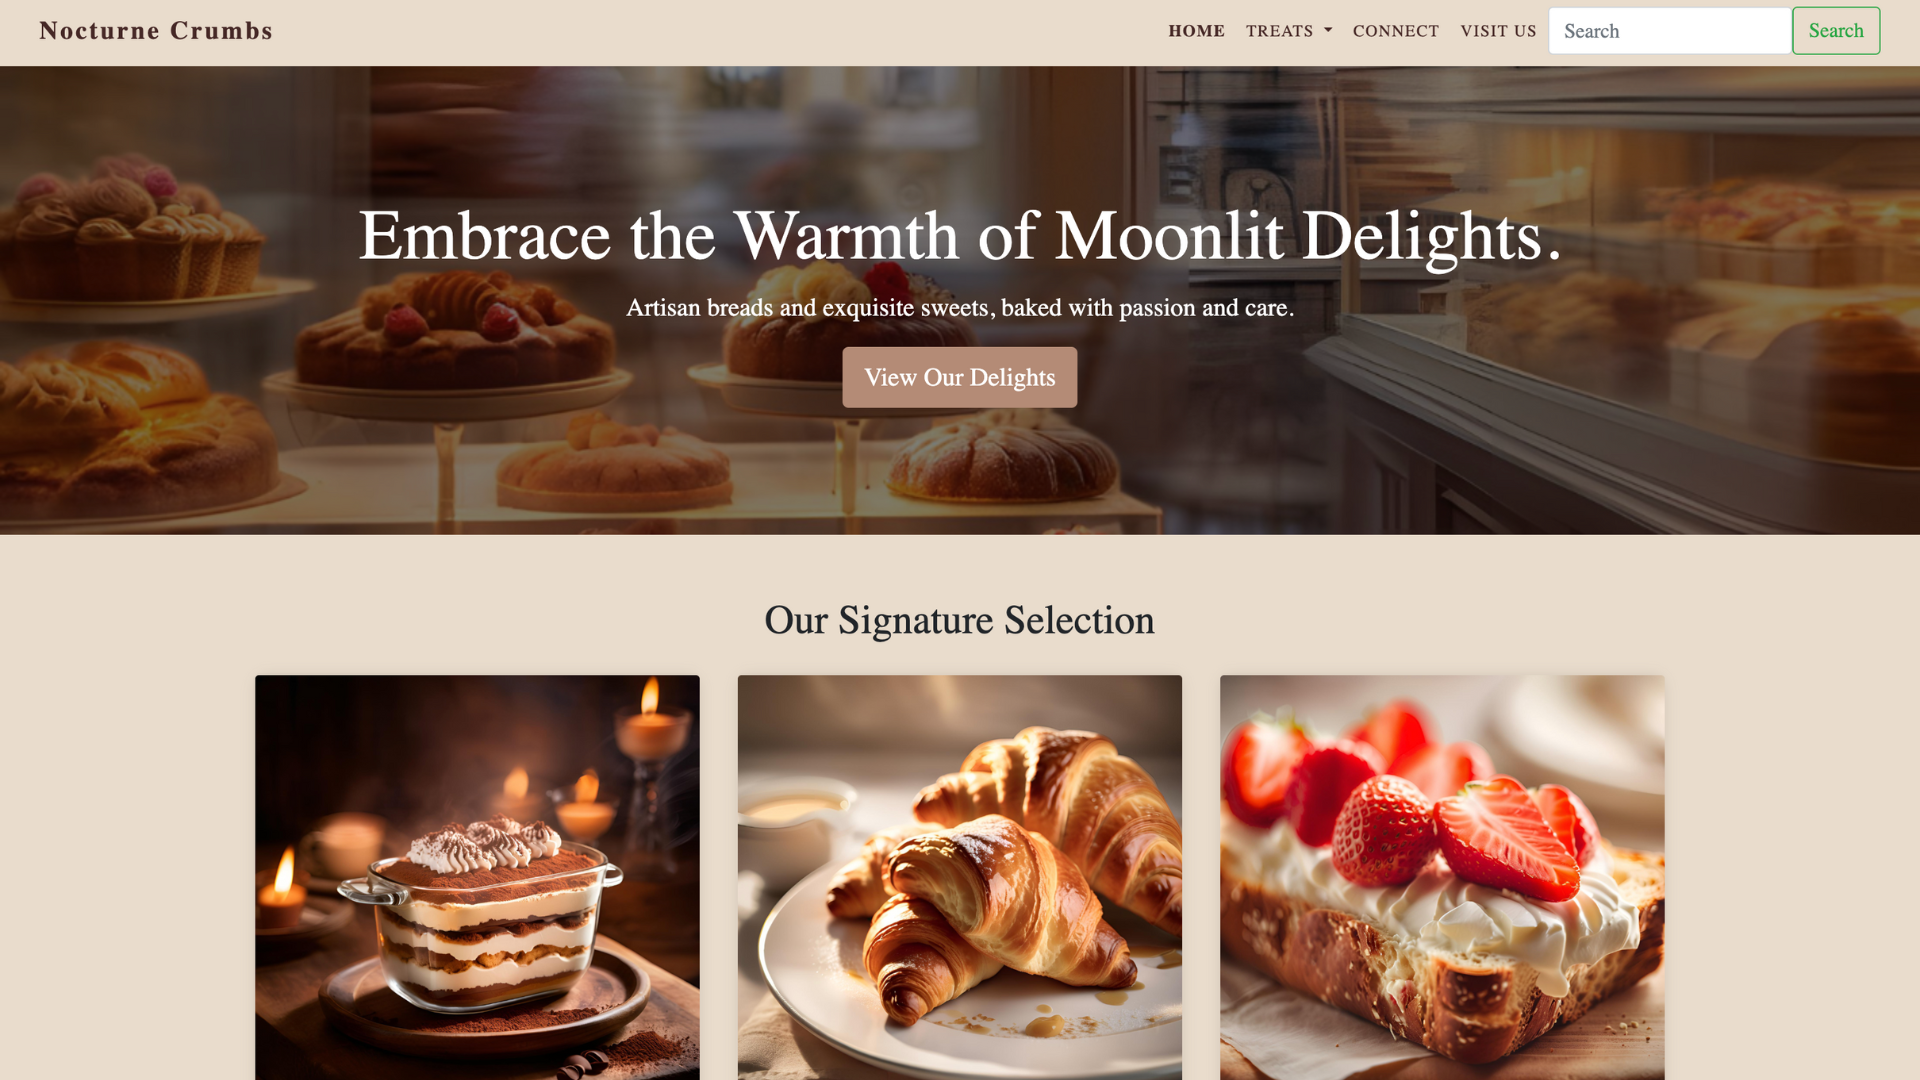 Nocturne Crumbs
HOME TREATS CONNECT VISIT US Search Search
Embrace the Warmth of Moonlit Delights.
Artisan breads and exquisite sweets, baked with passion and care.
View Our Delights
Our Signature Selection